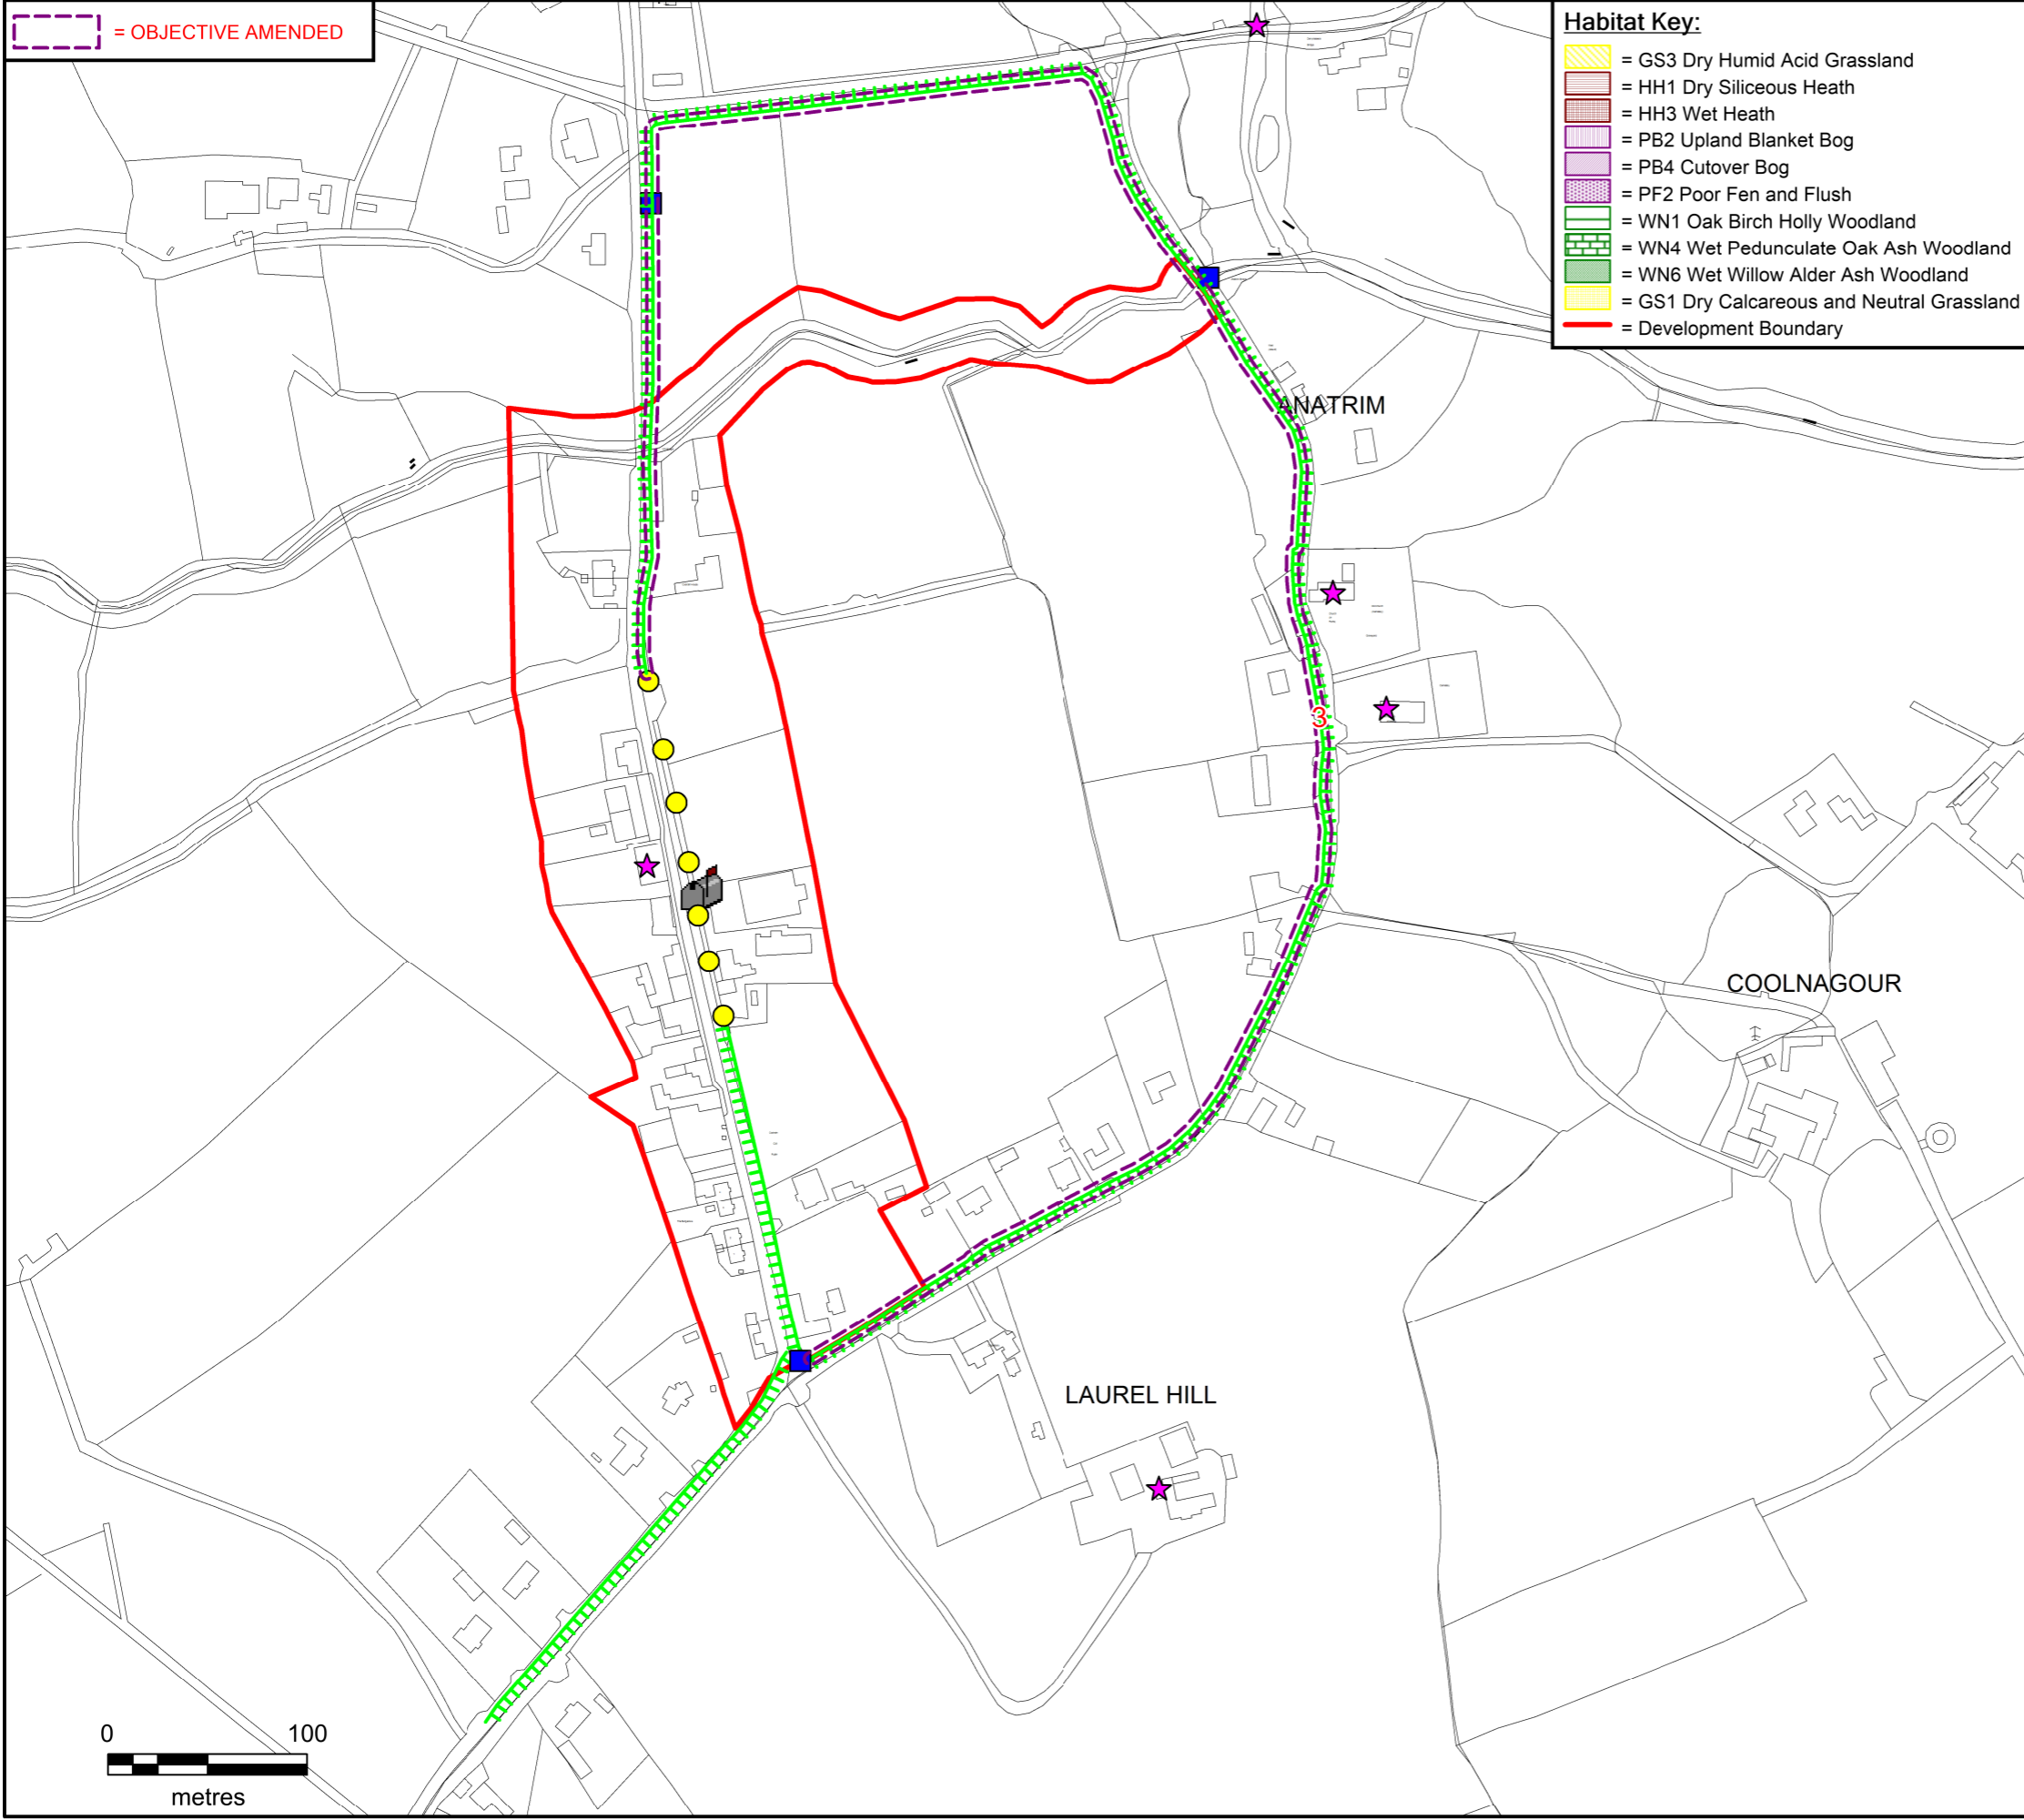 = OBJECTIVE AMENDED
Habitat Key:
= GS3 Dry Humid Acid Grassland
= HH1 Dry Siliceous Heath
= HH3 Wet Heath
= PB2 Upland Blanket Bog
= PB4 Cutover Bog
= PF2 Poor Fen and Flush
= WN1 Oak Birch Holly Woodland
= WN4 Wet Pedunculate Oak Ash Woodland
= WN6 Wet Willow Alder Ash Woodland
= GS1 Dry Calcareous and Neutral Grassland
= Development Boundary
ANATRIM
3
COOLNAGOUR
LAUREL HILL
0 100
metres